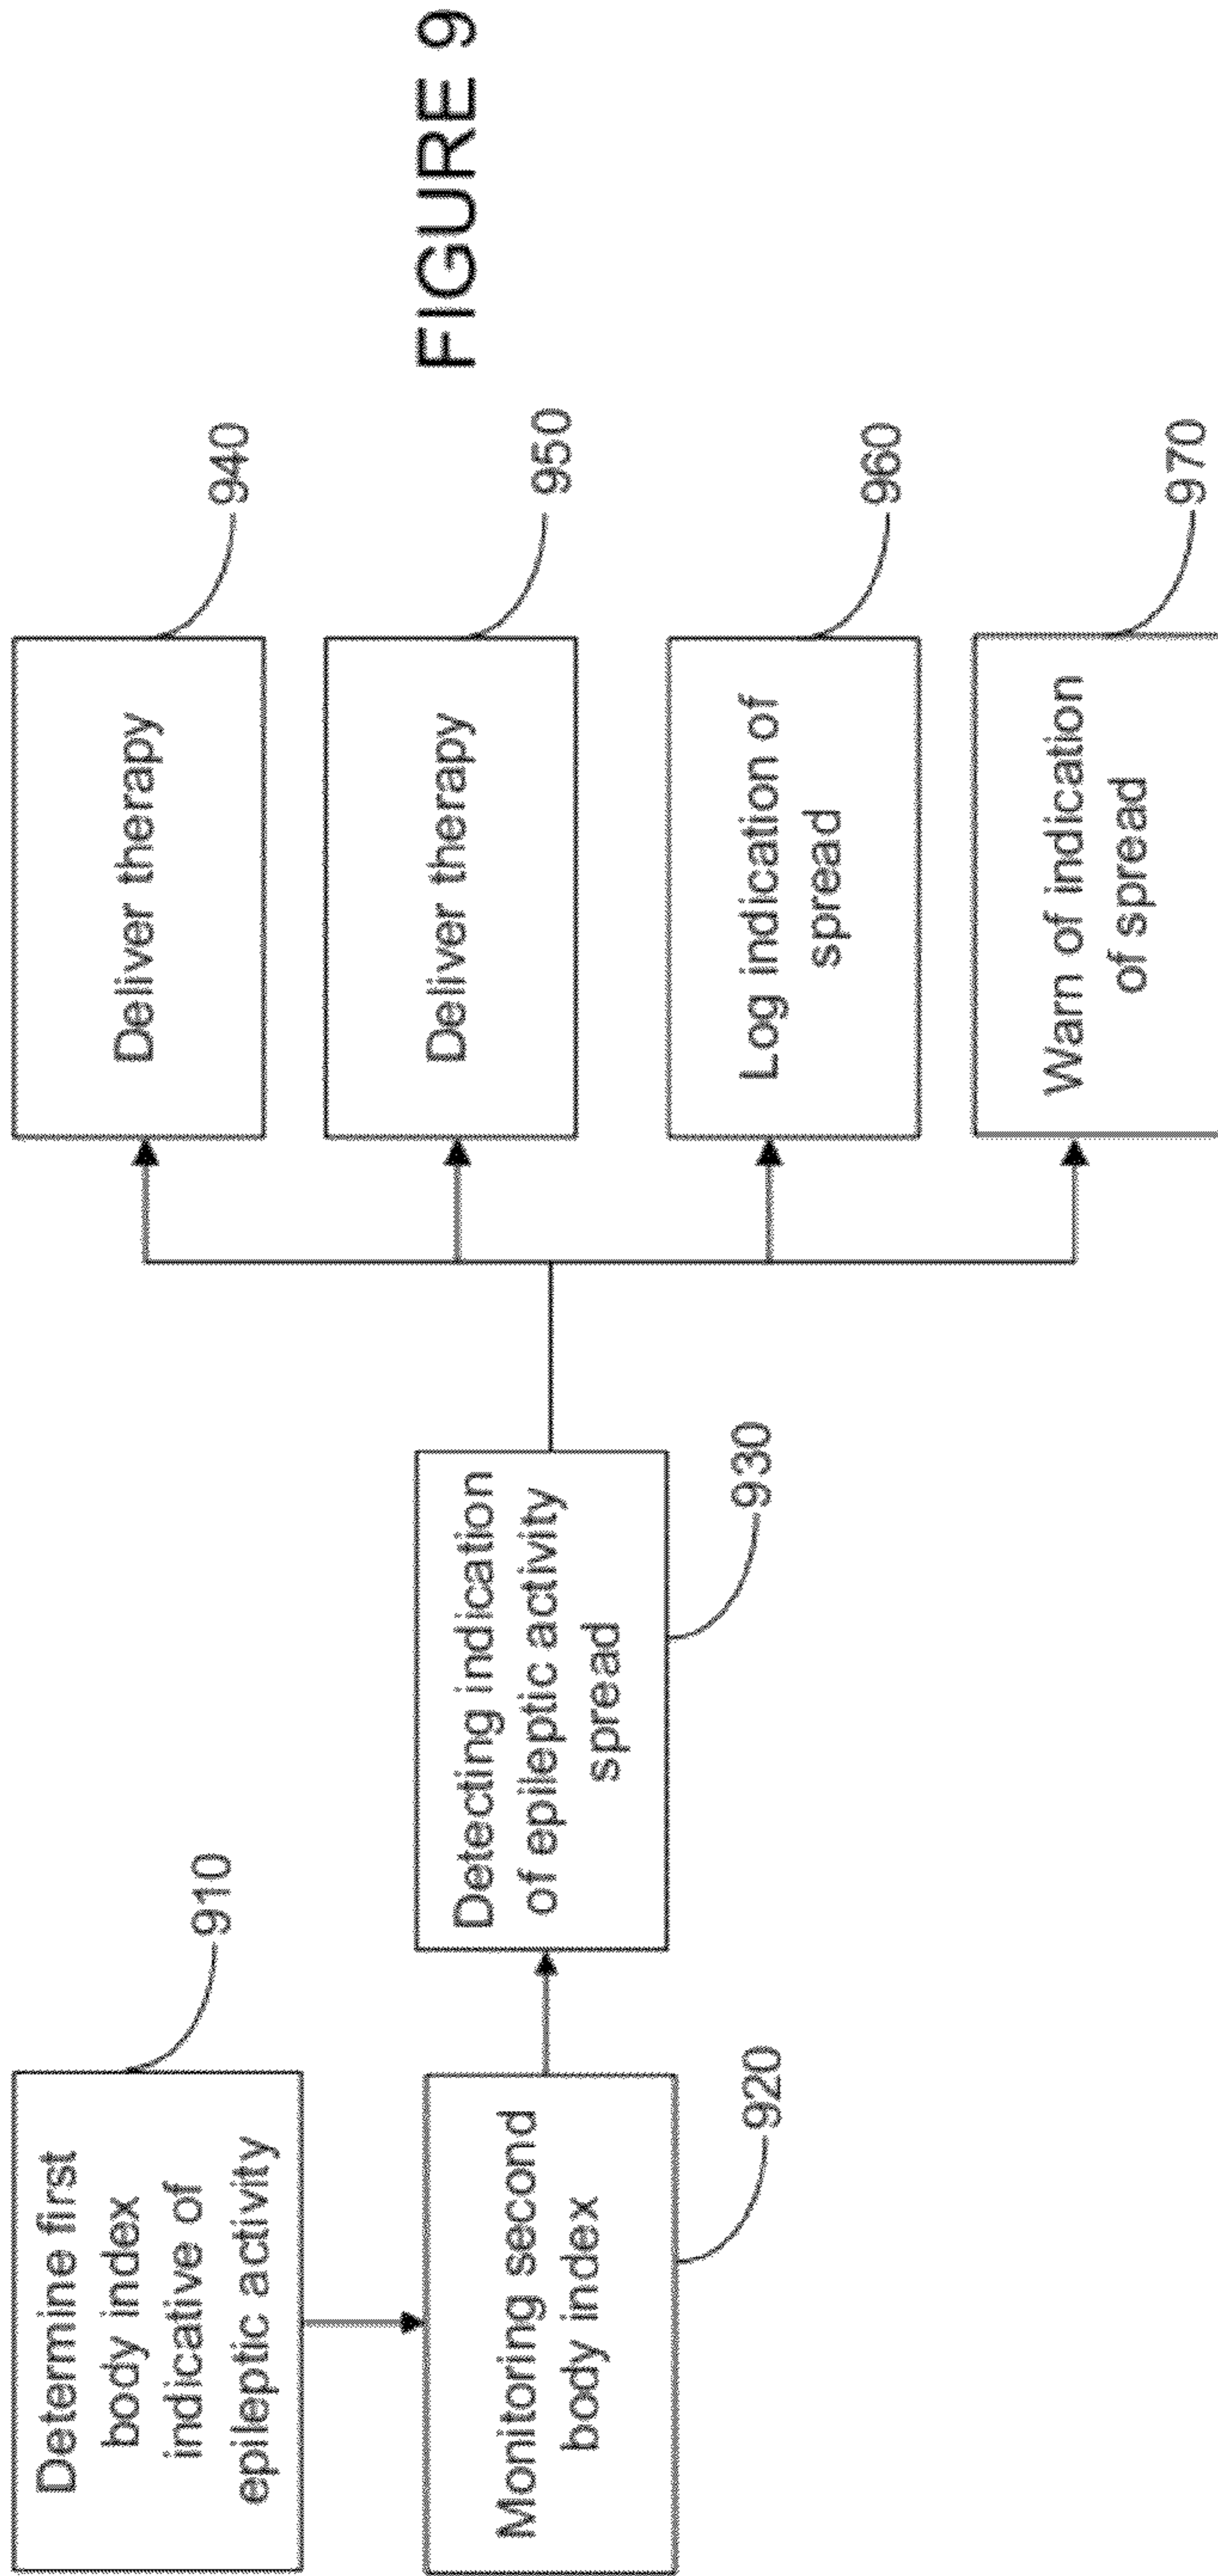 Determine first
body index
indicative of
epileptic activity
910
Monitoring second
body index
920
Detecting indication
of epileptic activity
spread
930
Deliver therapy
940
Deliver therapy
950
Log indication of
spread
960
Warn of indication
of spread
970
FIGURE 9